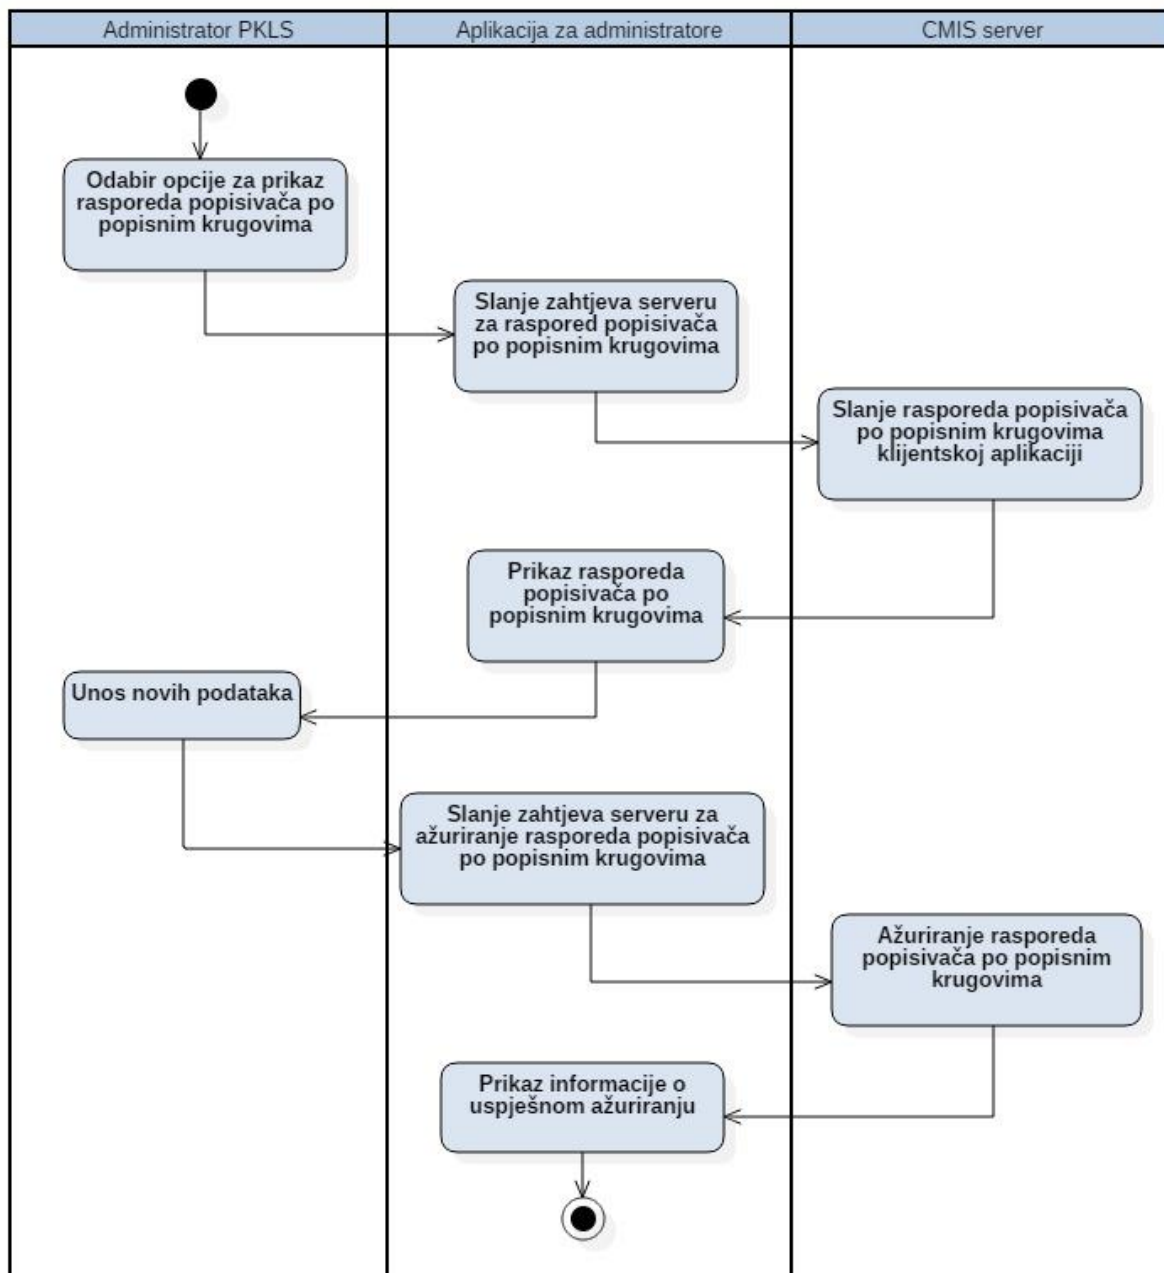 Administrator PKLS
Aplikacija za administratore
CMIS server
Odabir opcije za prikaz
rasporeda popisivača po
popisnim krugovima
Slanje zahtjeva serveru
za raspored popisivača
po popisnim krugovima
Slanje rasporeda popisivača
po popisnim krugovima
klijentskoj aplikaciji
Prikaz rasporeda
popisivača po
popisnim krugovima
Unos novih podataka
Slanje zahtjeva serveru za
ažuriranje rasporeda popisivača
po popisnim krugovima
Ažuriranje rasporeda
popisivača po popisnim
krugovima
Prikaz informacije o
uspješnom ažuriranju